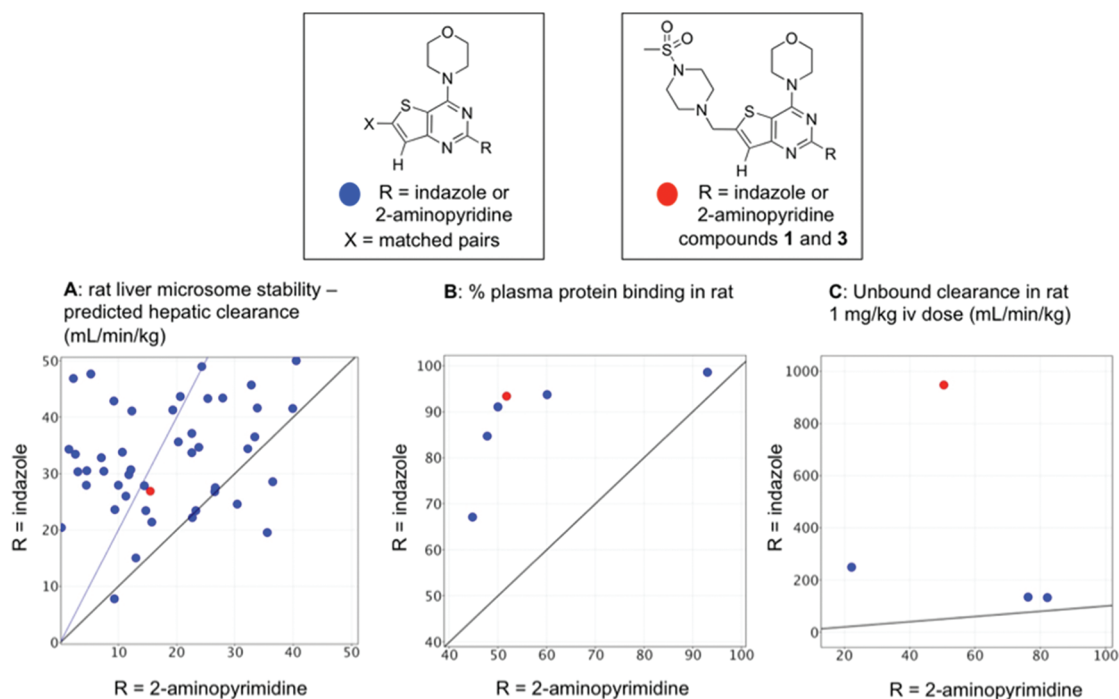 O
N
S
N
X
N
R
H
R = indazole or
2-aminopyridine
X = matched pairs
O
S
O
N
N
O
N
S
N
N
R
H
R = indazole or
2-aminopyridine
compounds 1 and 3
A: rat liver microsome stability –
predicted hepatic clearance
(mL/min/kg)
50
40
30
20
10
0
10 20 30 40 50
R = indazole
R = 2-aminopyrimidine
B: % plasma protein binding in rat
100
90
80
70
60
50
40
40 50 60 70 80 90 100
R = indazole
R = 2-aminopyrimidine
C: Unbound clearance in rat
1 mg/kg iv dose (mL/min/kg)
1000
800
600
400
200
0
20 40 60 80 100
R = indazole
R = 2-aminopyrimidine